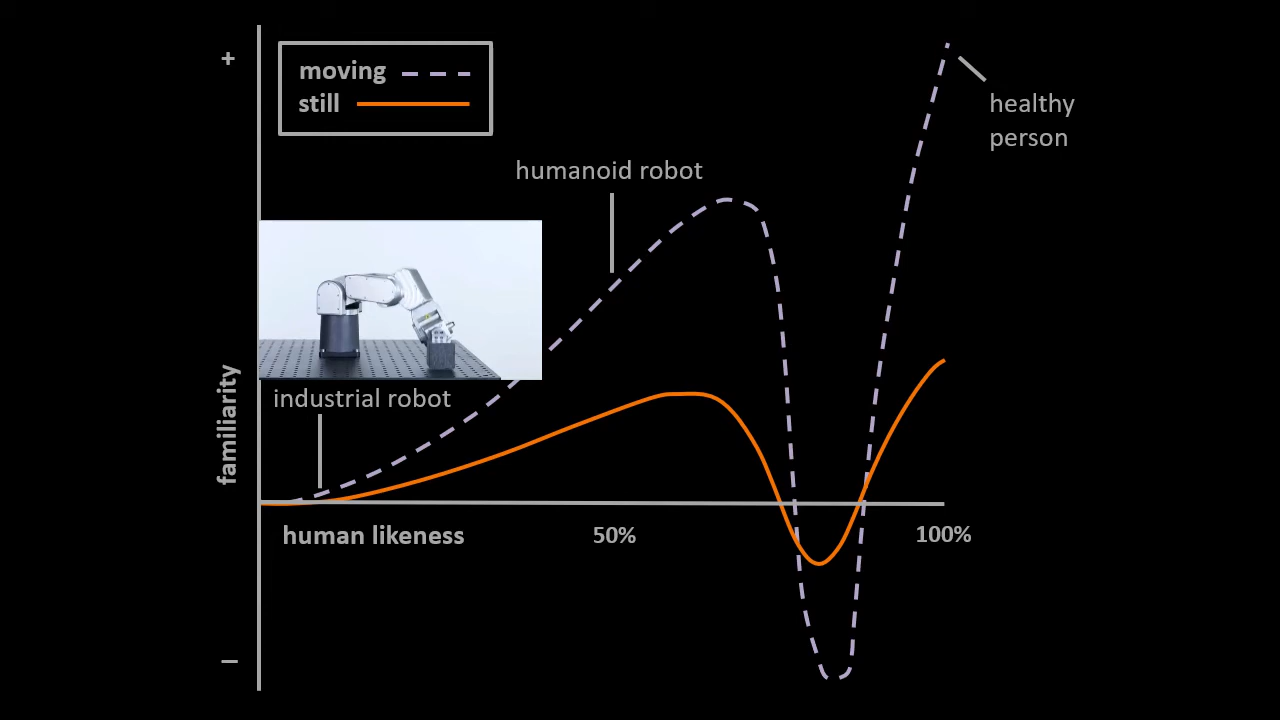 +
moving
still
healthy
person
humanoid robot
industrial robot
familiarity
human likeness
50%
100%
–